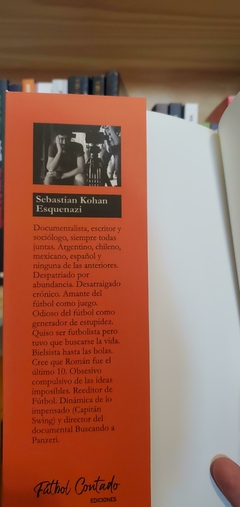 Sebastian Kohan
Esquenazi
Documentalista, escritor y
sociólogo, siempre todas
juntas. Argentino, chileno,
mexicano, español y
ninguna de las anteriores.
Despatriado por
abundancia. Desarraigado
crónico. Amante del
fútbol como juego.
Odioso del fútbol como
generador de estupidez.
Quiso ser futbolista pero
tuvo que buscarse la vida.
Bielsista hasta las bolas.
Cree que Román fue el
último 10. Obsesivo
compulsivo de las ideas
imposibles. Reeditor de
Fútbol. Dinámica de lo
impensado (Capitán
Swing) y director del
documental Buscando a
Panzeri.
Fútbol Contado
EDICIONES